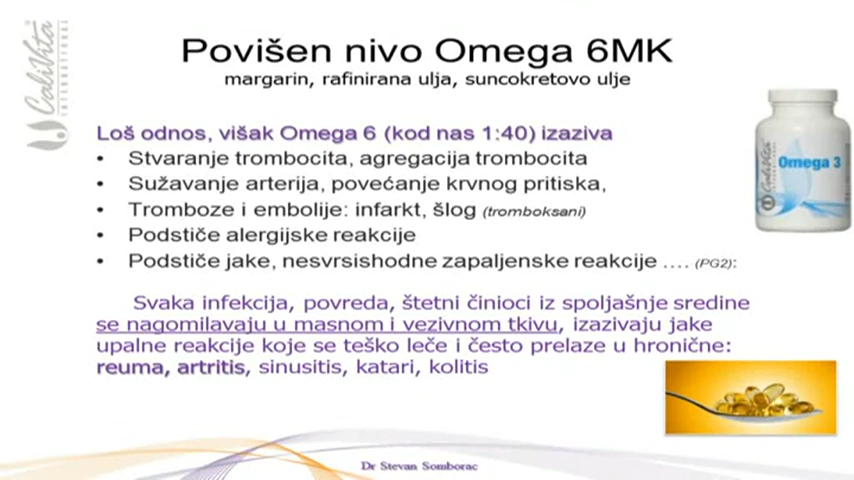 CaliVita
INTERNATIONAL
Povišen nivo Omega 6MK
margarin, rafinirana ulja, suncokretovo ulje
Loš odnos, višak Omega 6 (kod nas 1:40) izaziva
• Stvaranje trombocita, agregacija trombocita
• Sužavanje arterija, povećanje krvnog pritiska,
• Tromboze i embolije: infarkt, šlog (tromboksani)
• Podstiče alergijske reakcije
• Podstiče jake, nesvrsishodne zapaljenske reakcije .... (PG2):
CaliVita
Omega 3
Svaka infekcija, povreda, štetni činioci iz spoljašnje sredine
se nagomilavaju u masnom i vezivnom tkivu, izazivaju jake
upalne reakcije koje se teško leče i često prelaze u hronične:
reuma, artritis, sinusitis, katari, kolitis
Dr Stevan Somborac